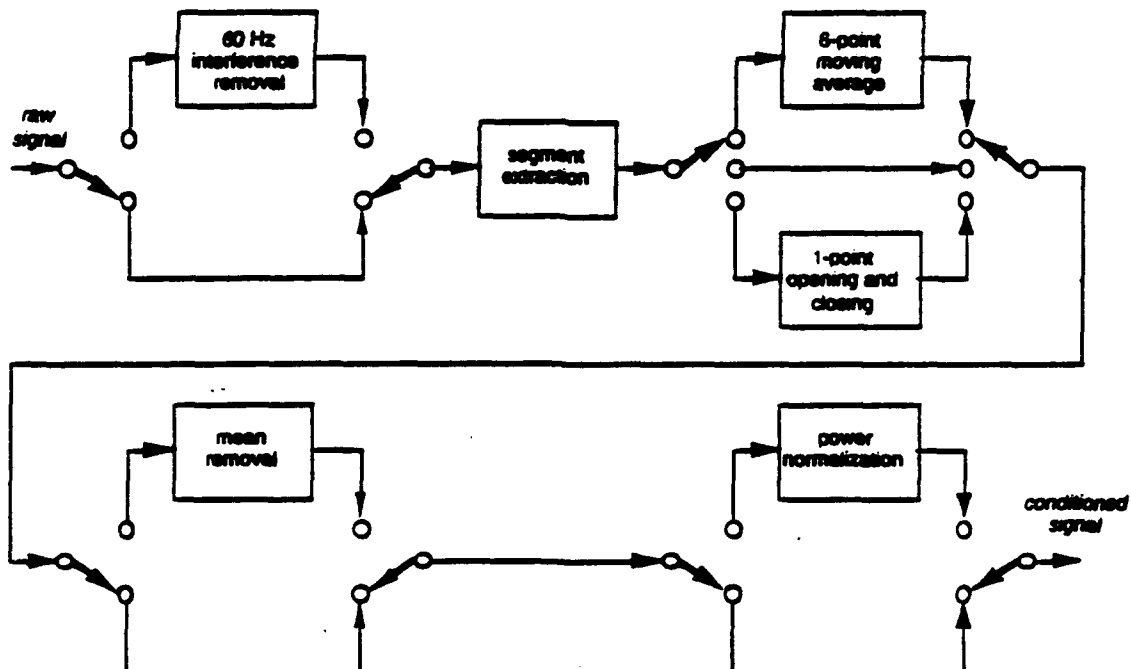 60 Hz
interference
removal
6-point
moving
average
raw
signal
segment
extraction
1-point
opening and
closing
mean
removal
power
normalization
conditioned
signal